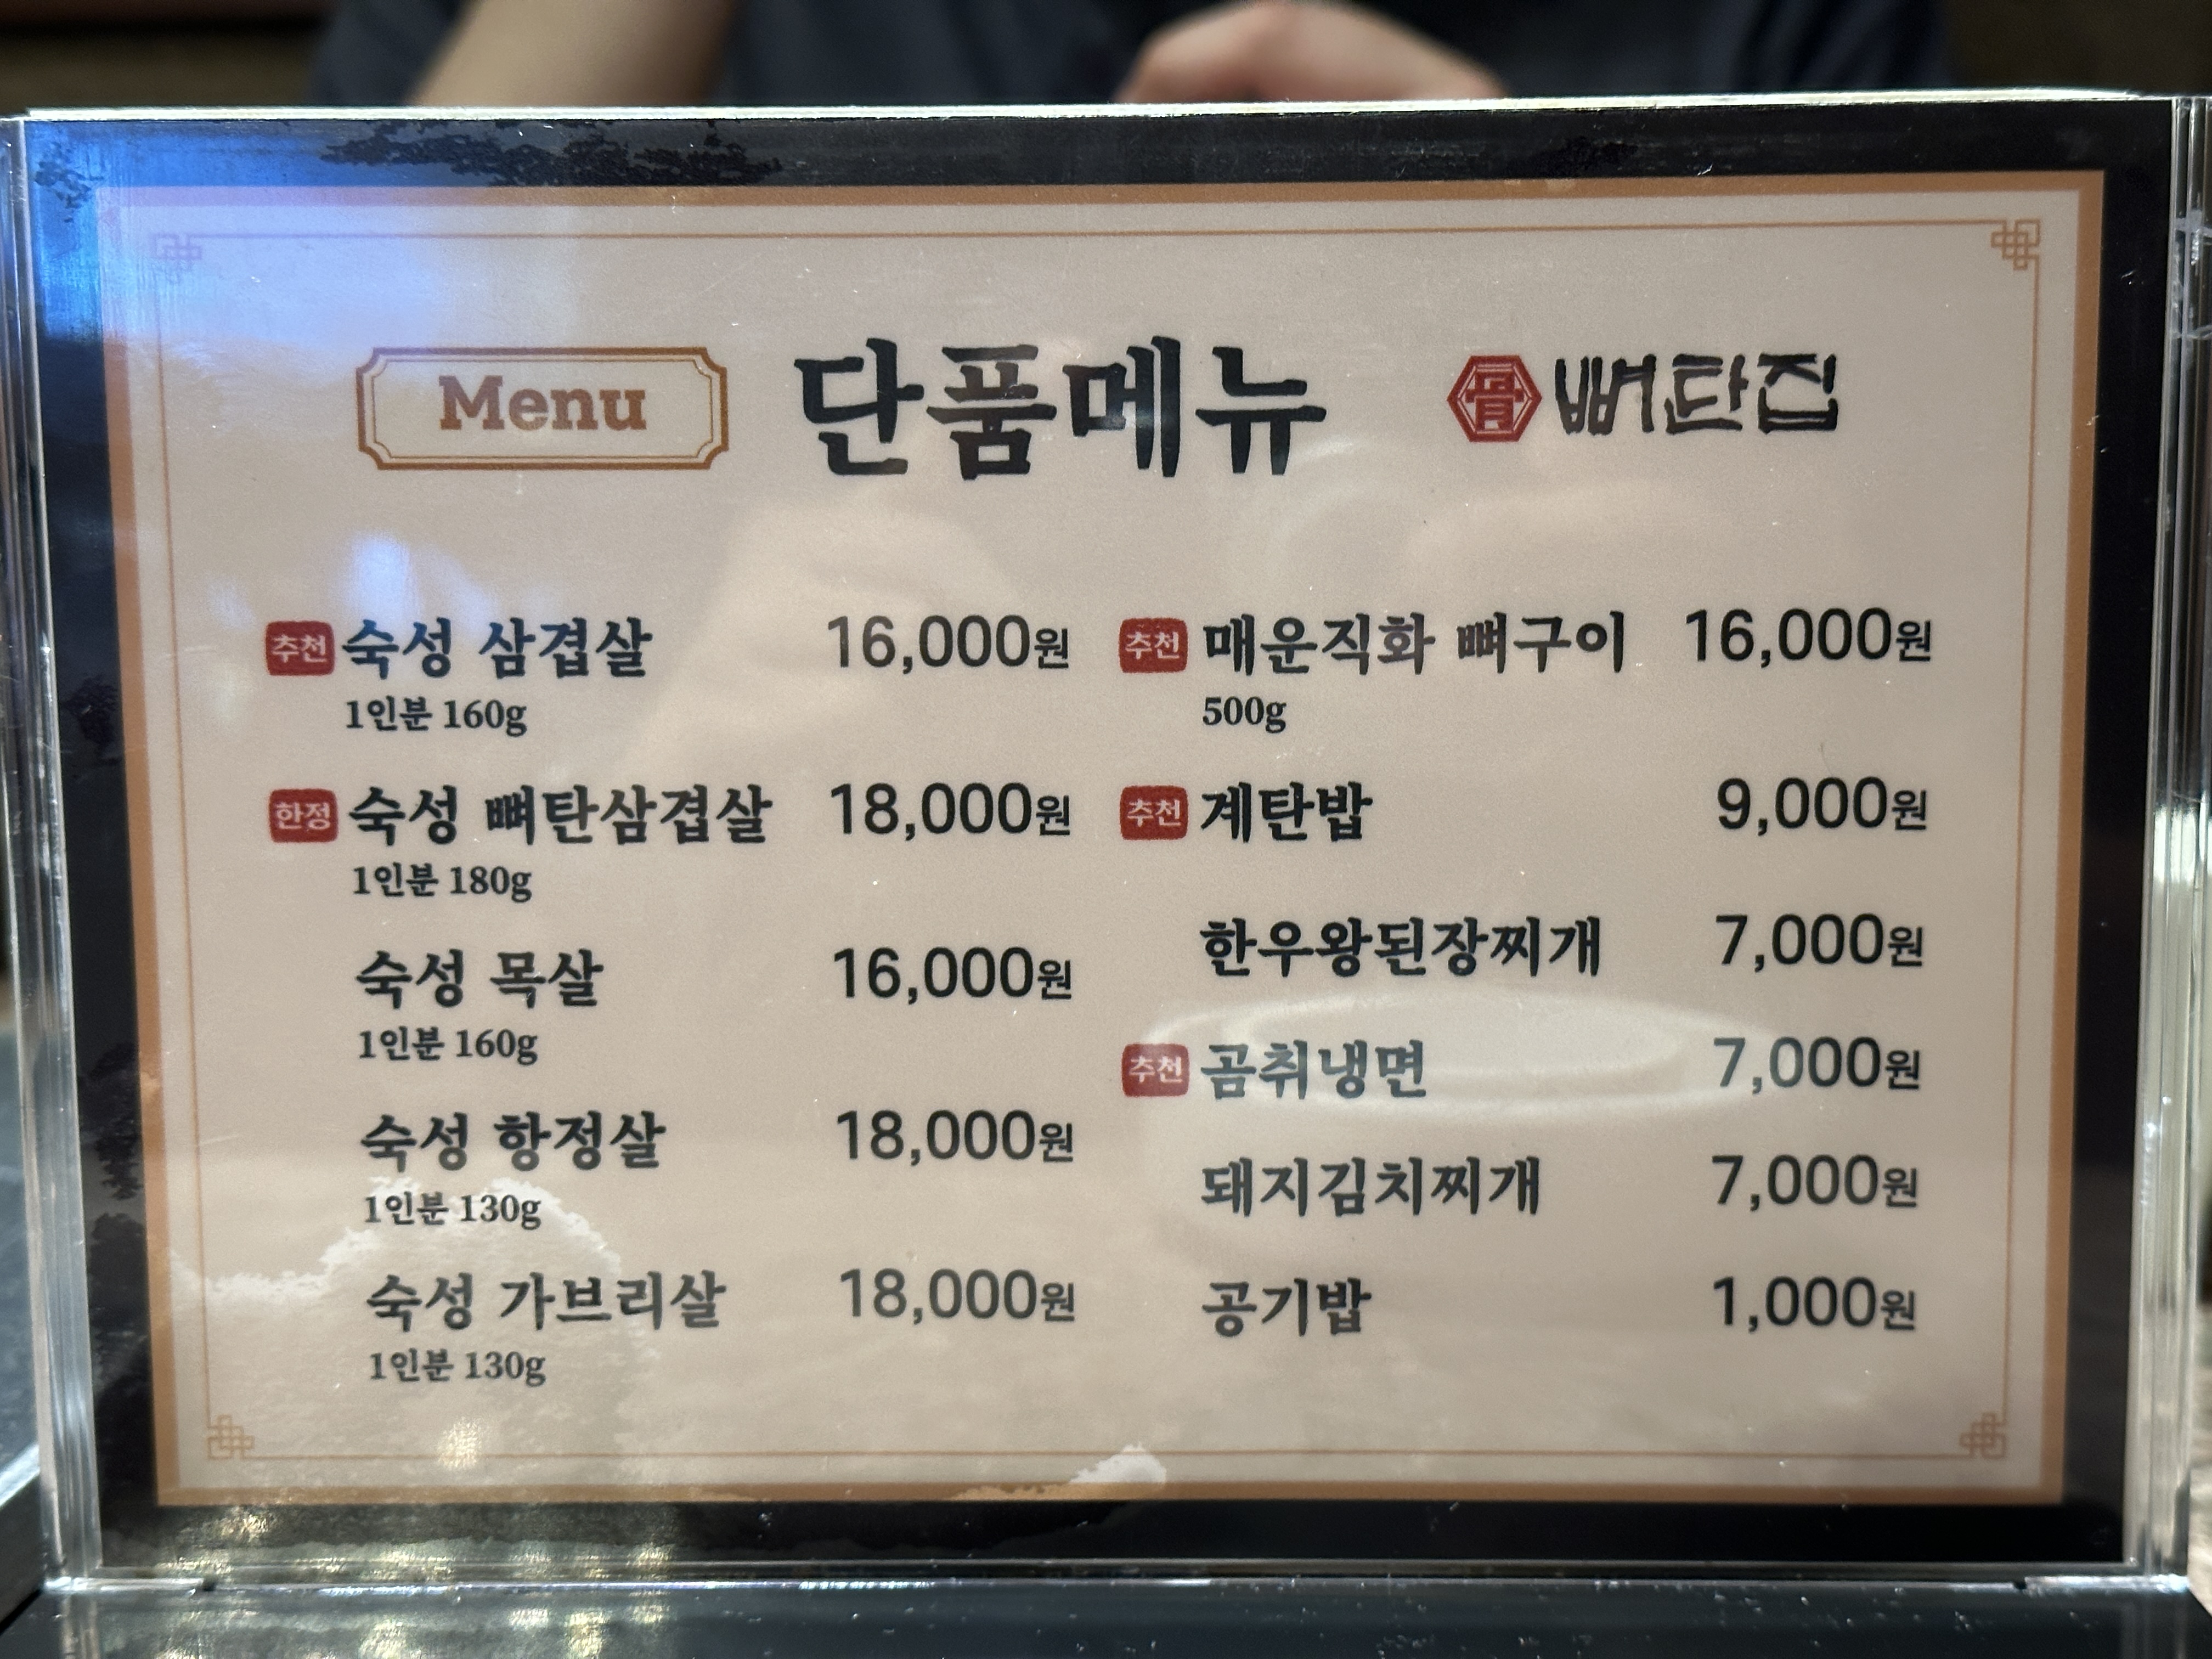 Menu 단품메뉴 骨 뼈탄집
추천 숙성 삼겹살 16,000원
1인분 160g
한정 숙성 뼈탄삼겹살 18,000원
1인분 180g
숙성 목살 16,000원
1인분 160g
숙성 항정살 18,000원
1인분 130g
숙성 가브리살 18,000원
1인분 130g
추천 매운직화 뼈구이 16,000원
500g
추천 계탄밥 9,000원
한우왕된장찌개 7,000원
추천 곰취냉면 7,000원
돼지김치찌개 7,000원
공기밥 1,000원